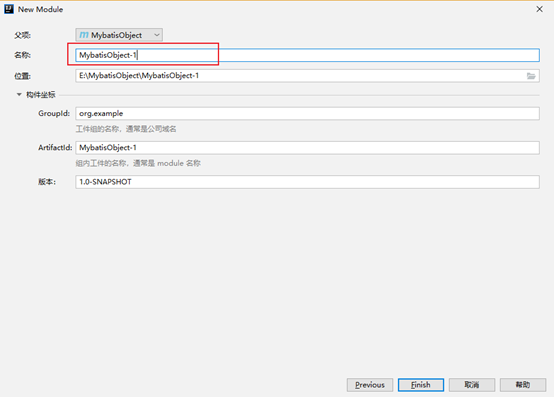 New Module
父项:
m MybatisObject
名称:
MybatisObject-1
位置:
E:\MybatisObject\MybatisObject-1
构件坐标
GroupId:
org.example
工件组的名称，通常是公司域名
ArtifactId:
MybatisObject-1
组内工件的名称，通常是 module 名称
版本:
1.0-SNAPSHOT
Previous
Finish
取消
帮助